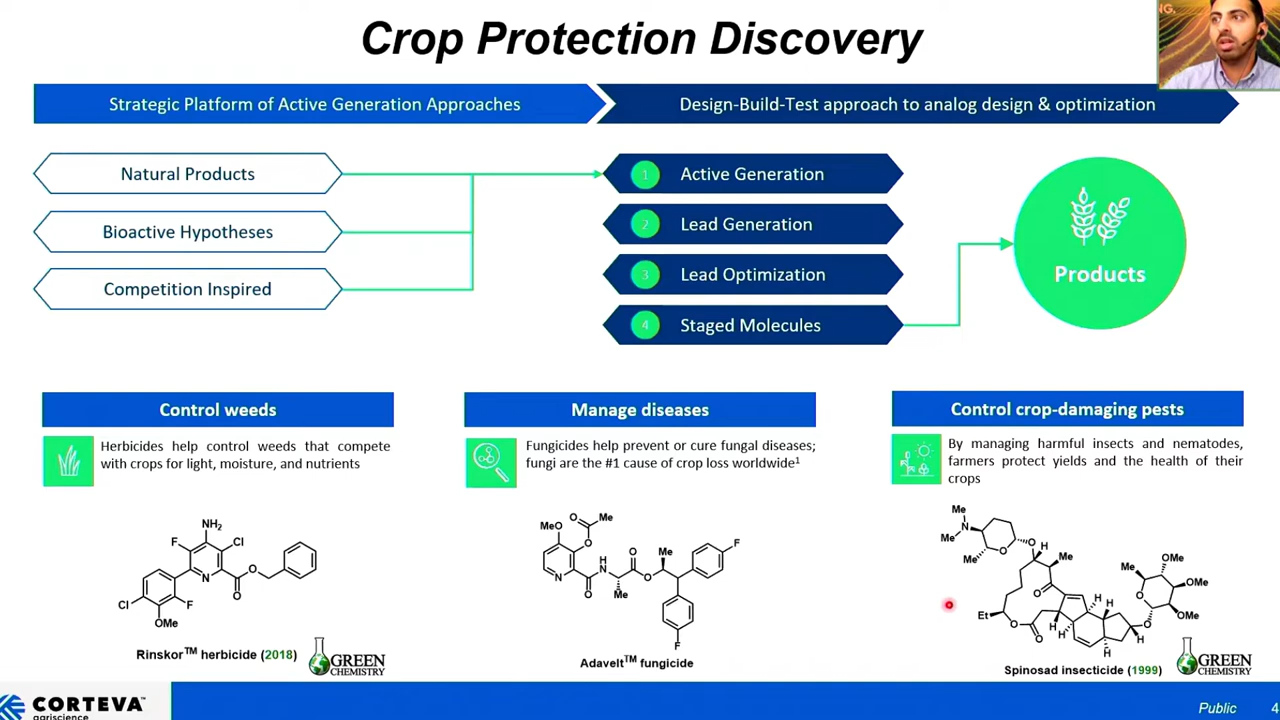 Crop Protection Discovery
NG.
Strategic Platform of Active Generation Approaches
Design-Build-Test approach to analog design & optimization
Natural Products
Bioactive Hypotheses
Competition Inspired
1 Active Generation
2 Lead Generation
3 Lead Optimization
4 Staged Molecules
Products
Control weeds
Herbicides help control weeds that compete
with crops for light, moisture, and nutrients
NH2
F
Cl
N
O
O
Cl
F
OMe
Rinskor™ herbicide (2018)
GREEN
CHEMISTRY
Manage diseases
Fungicides help prevent or cure fungal diseases;
fungi are the #1 cause of crop loss worldwide1
O
Me
MeO
O
H
N
O
Me
F
N
O
Me
O
F
Adavelt™ fungicide
Control crop-damaging pests
By managing harmful insects and nematodes,
farmers protect yields and the health of their
crops
Me
N
Me
O
Me
O
H
Me
O
Et
O
O
H
H
H
H
H
H
O
Me
O
OMe
OMe
OMe
Spinosad insecticide (1999)
GREEN
CHEMISTRY
CORTEVA™
agriscience
Public
4